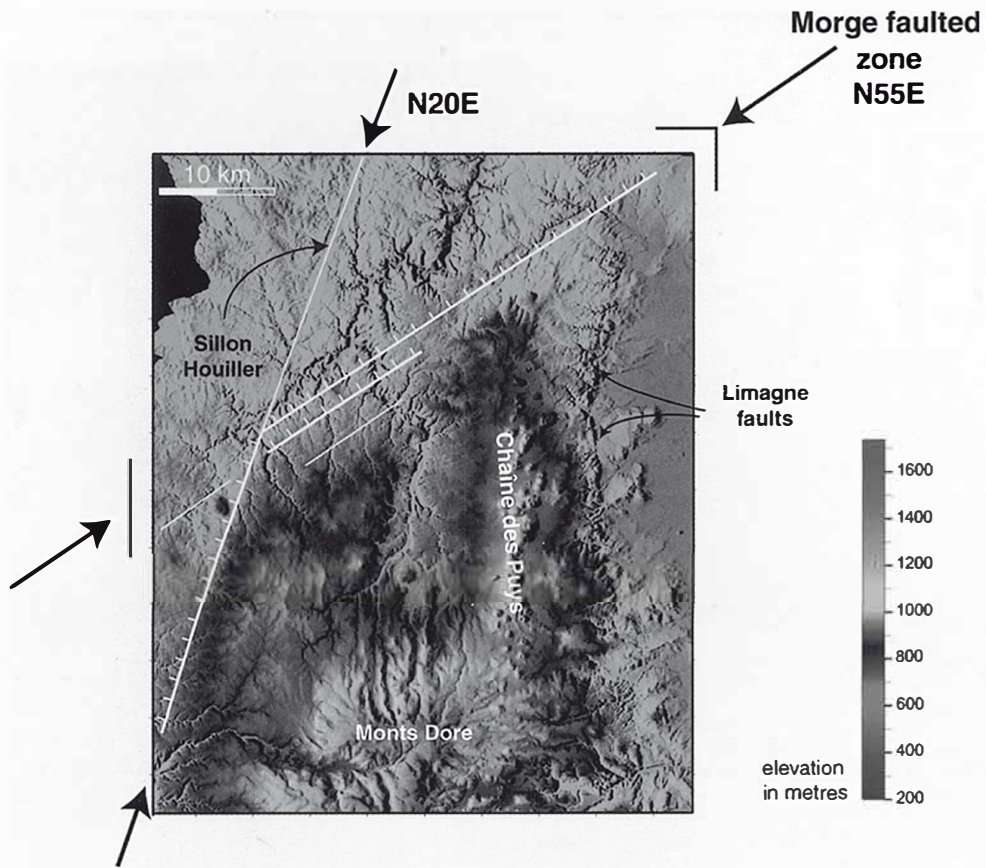 Morge faulted
zone
N55E
N20E
10 km
Sillon
Houiller
Limagne
faults
Chaîne des Puys
Monts Dore
1600
1400
1200
1000
800
600
400
200
elevation
in metres